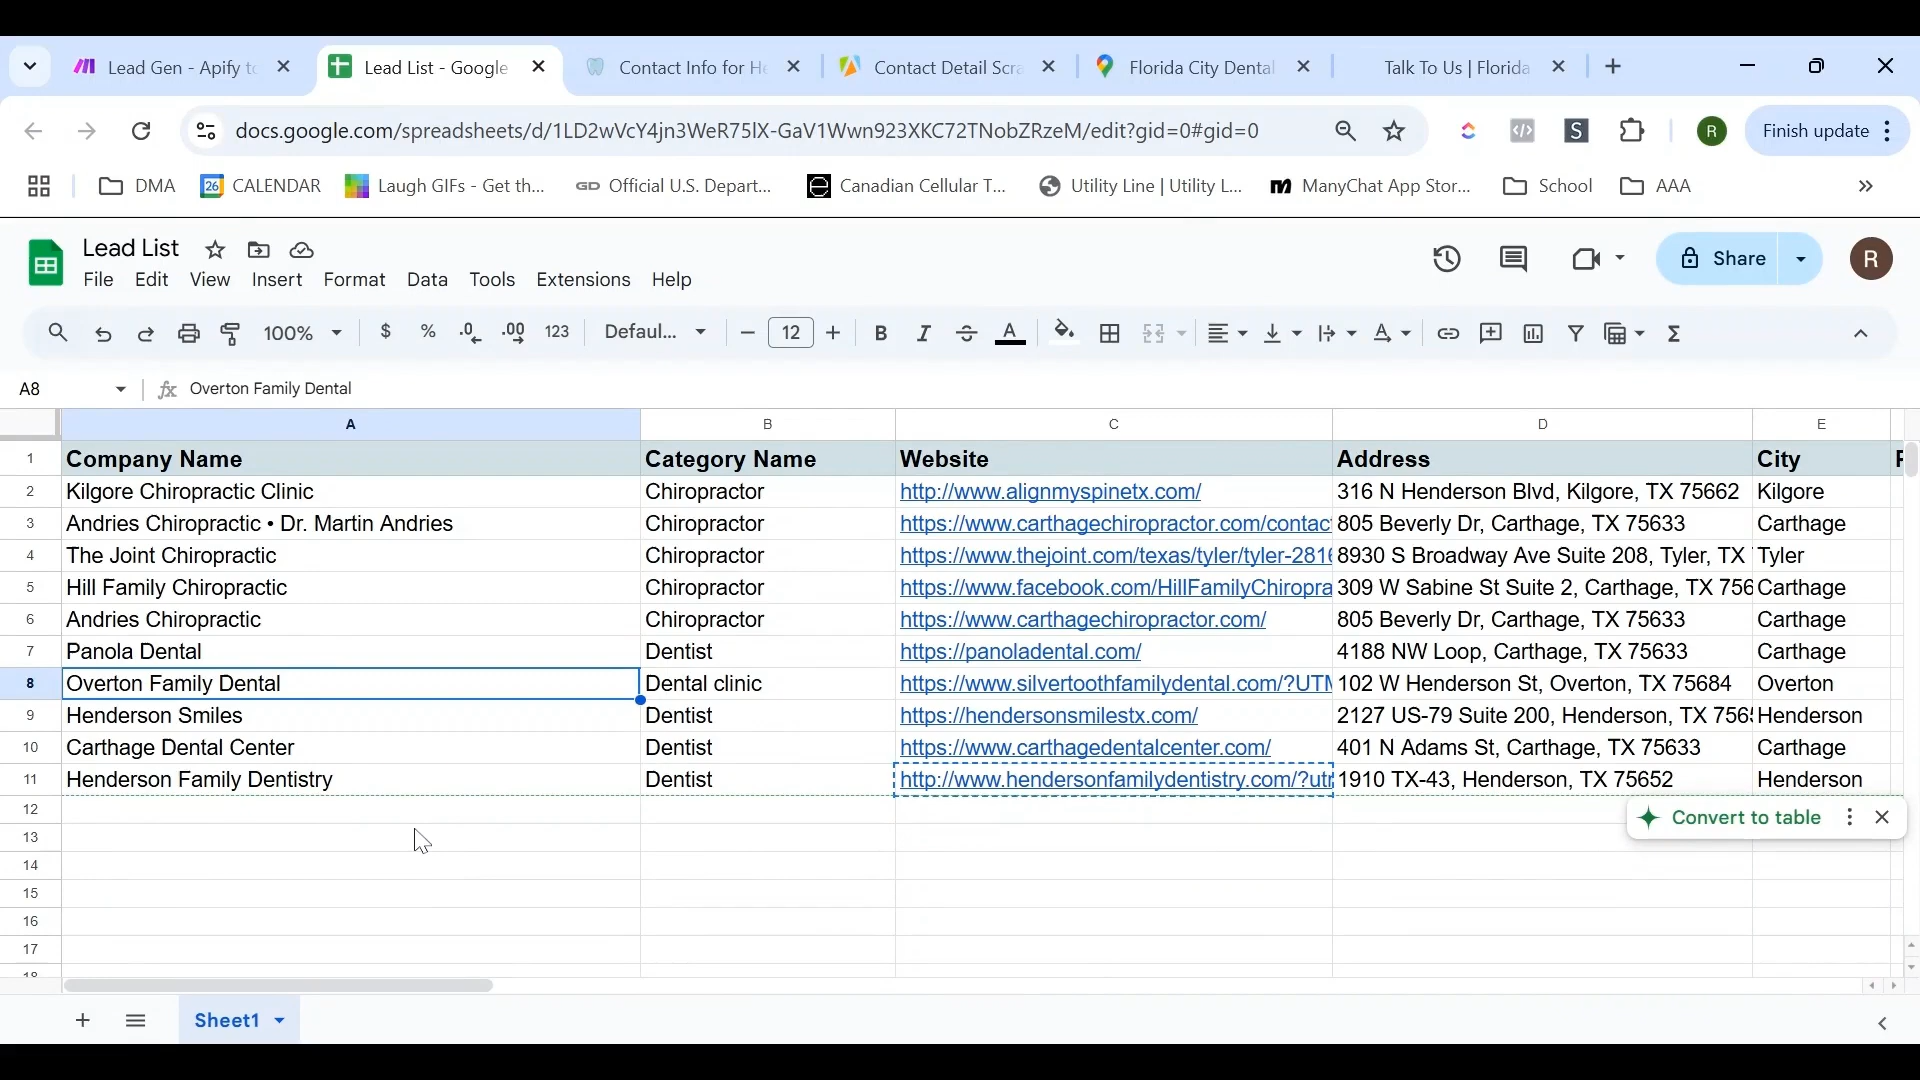 Lead Gen - Apify to
Lead List - Google
Contact Info for He
Contact Detail Scra
Florida City Dental
Talk To Us | Florida
docs.google.com/spreadsheets/d/1LD2wVcY4jn3WeR75lX-GaV1Wwn923XKC72TNobZRzeM/edit?gid=0#gid=0
S
R
Finish update
DMA
26 CALENDAR
Laugh GIFs - Get th...
GD Official U.S. Depart...
Canadian Cellular T...
Utility Line | Utility L...
ManyChat App Stor...
School
AAA
Lead List
File Edit View Insert Format Data Tools Extensions Help
Share
R
100% $ % .0 .00 123 Defaul... 12 B I A
A8 fx Overton Family Dental
A B C D E
1 Company Name Category Name Website Address City
2 Kilgore Chiropractic Clinic Chiropractor http://www.alignmyspinetx.com/ 316 N Henderson Blvd, Kilgore, TX 75662 Kilgore
3 Andries Chiropractic • Dr. Martin Andries Chiropractor https://www.carthagechiropractor.com/contac 805 Beverly Dr, Carthage, TX 75633 Carthage
4 The Joint Chiropractic Chiropractor https://www.thejoint.com/texas/tyler/tyler-2816 8930 S Broadway Ave Suite 208, Tyler, TX Tyler
5 Hill Family Chiropractic Chiropractor https://www.facebook.com/HillFamilyChiropra 309 W Sabine St Suite 2, Carthage, TX 756 Carthage
6 Andries Chiropractic Chiropractor https://www.carthagechiropractor.com/ 805 Beverly Dr, Carthage, TX 75633 Carthage
7 Panola Dental Dentist https://panoladental.com/ 4188 NW Loop, Carthage, TX 75633 Carthage
8 Overton Family Dental Dental clinic https://www.silvertoothfamilydental.com/?UTM 102 W Henderson St, Overton, TX 75684 Overton
9 Henderson Smiles Dentist https://hendersonsmilestx.com/ 2127 US-79 Suite 200, Henderson, TX 756 Henderson
10 Carthage Dental Center Dentist https://www.carthagedentalcenter.com/ 401 N Adams St, Carthage, TX 75633 Carthage
11 Henderson Family Dentistry Dentist http://www.hendersonfamilydentistry.com/?utm 1910 TX-43, Henderson, TX 75652 Henderson
12
Convert to table
13
14
15
16
17
18
Sheet1